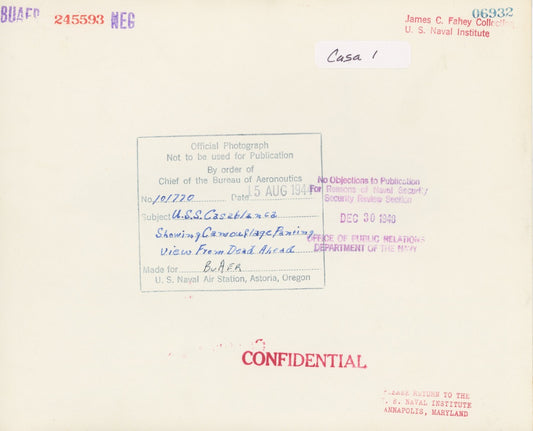 BUAER 245593 NEG
06932
James C. Fahey Collection
U. S. Naval Institute
Casa 1
Official Photograph
Not to be used for Publication
By order of
Chief of the Bureau of Aeronautics
No. 101770 Date 15 AUG 1944
Subject U.S.S. Casablanca
Showing Camouflage Paniing
View From Dead Ahead
Made for BuAER
U. S. Naval Air Station, Astoria, Oregon
No Objections to Publication
For Reasons of Naval Security
Security Review Section
DEC 30 1948
OFFICE OF PUBLIC RELATIONS
DEPARTMENT OF THE NAVY
CONFIDENTIAL
PLEASE RETURN TO THE
U. S. NAVAL INSTITUTE
ANNAPOLIS, MARYLAND